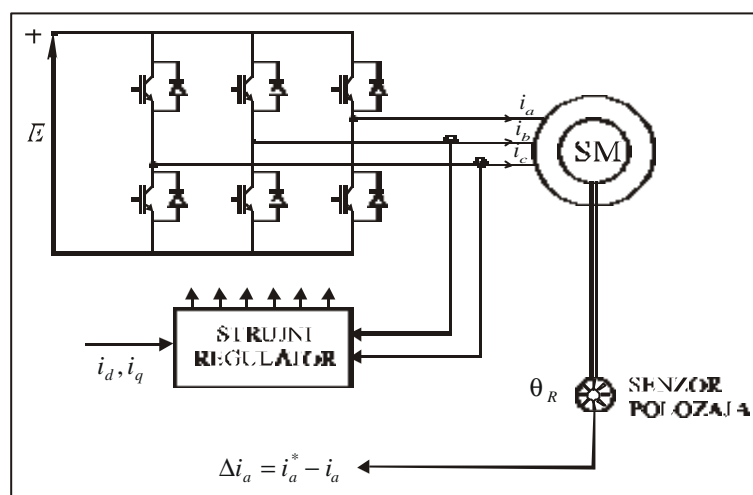 +
E
i_a
i_b
i_c
SM
STRUJNI
REGULATOR
i_d, i_q
θ_R
SENZOR
POLOZAJA
Δi_a = i_a^* − i_a